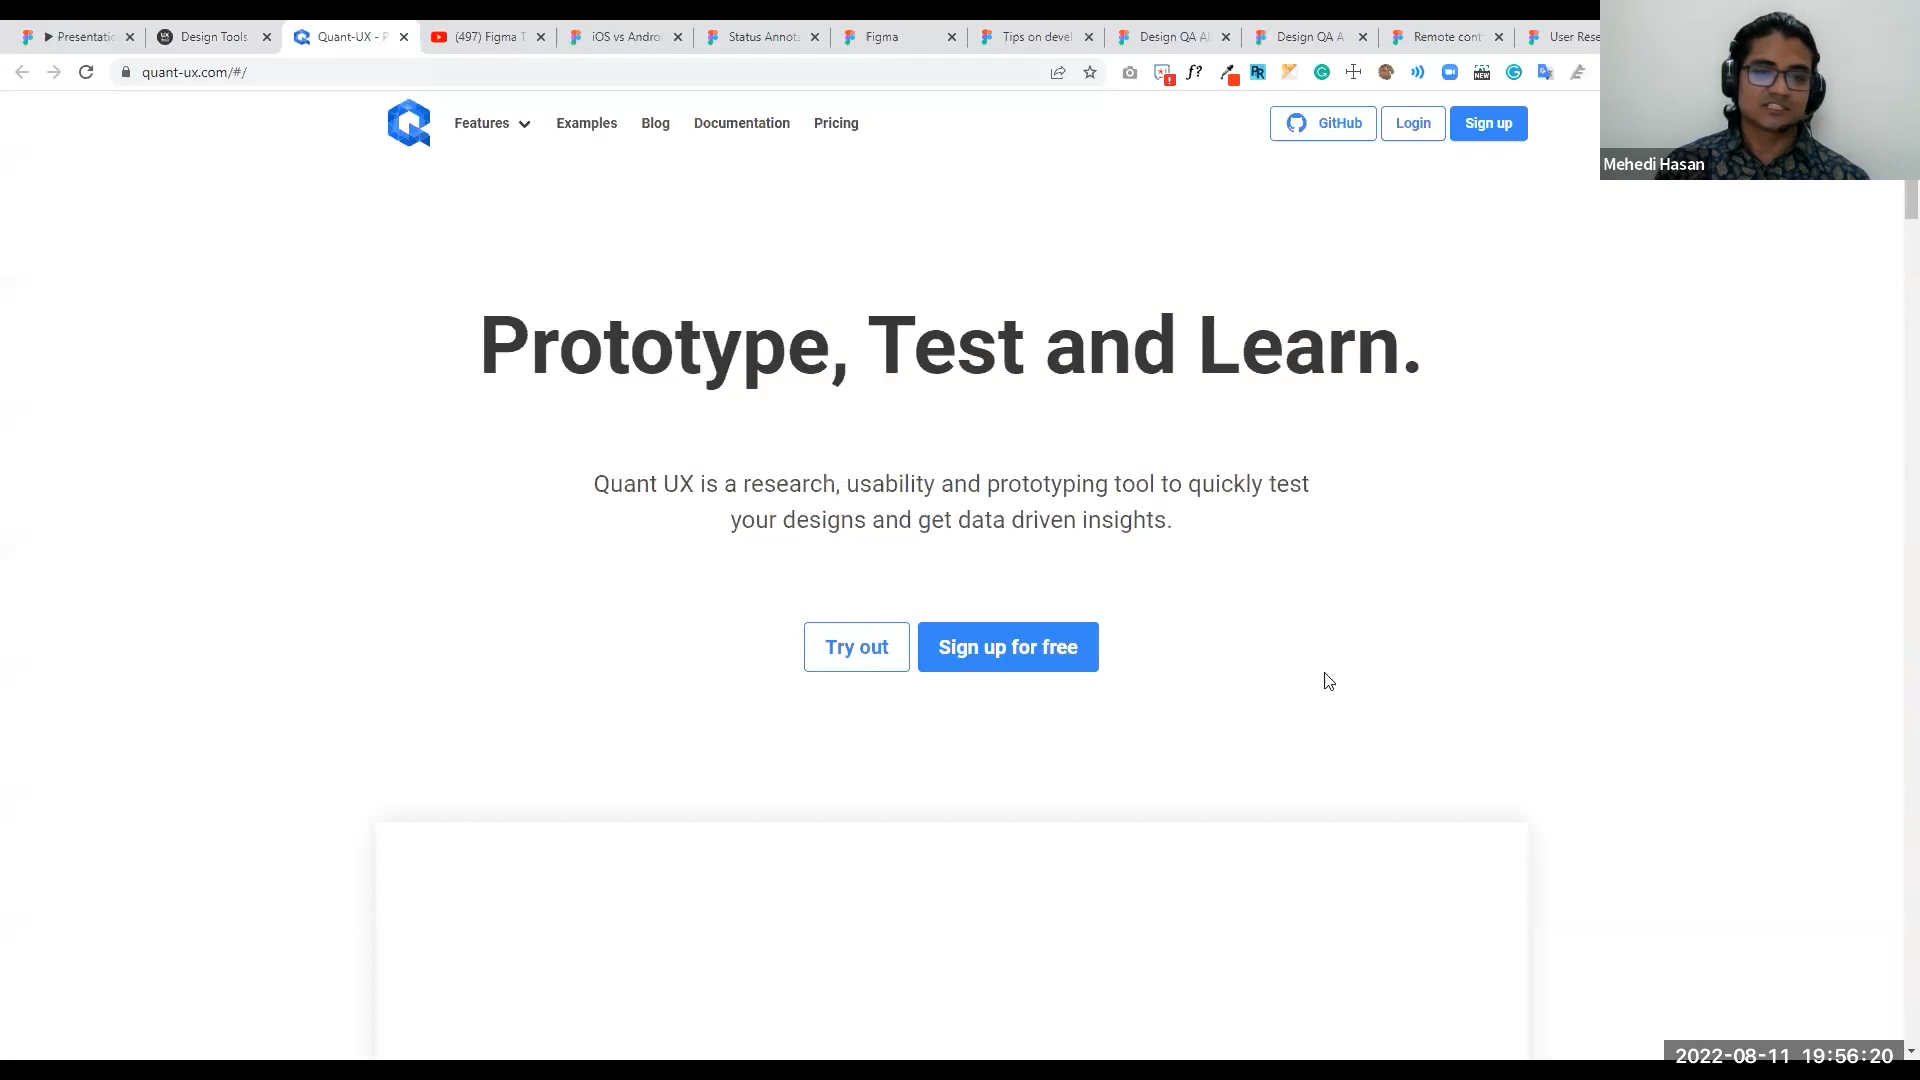 Presentatio
Design Tools
Quant-UX - P
(497) Figma T
iOS vs Andro
Status Annot
Figma
Tips on devel
Design QA A
Design QA A
Remote cont
User Rese
quant-ux.com/#/
f?
NEW
Features
Examples
Blog
Documentation
Pricing
GitHub
Login
Sign up
Mehedi Hasan
Prototype, Test and Learn.
Quant UX is a research, usability and prototyping tool to quickly test
your designs and get data driven insights.
Try out
Sign up for free
2022-08-11 19:56:20